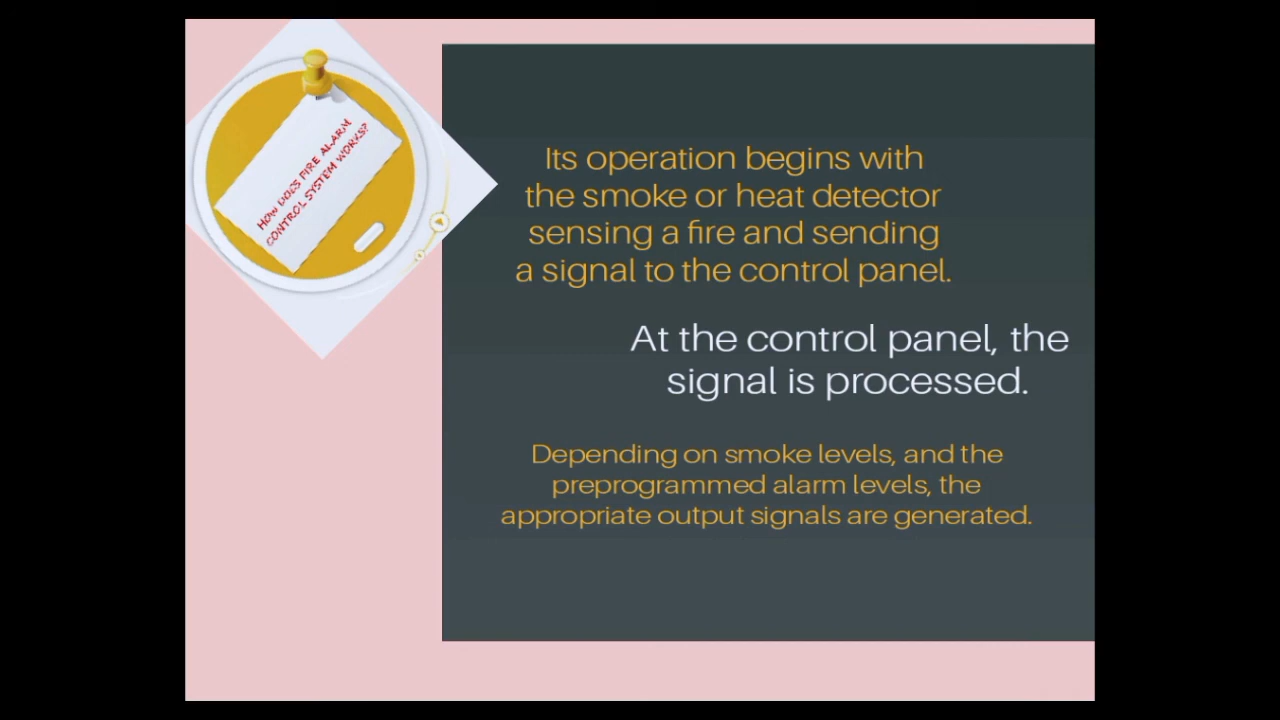 HOW DOES FIRE ALARM
CONTROL SYSTEM WORKS?
Its operation begins with
the smoke or heat detector
sensing a fire and sending
a signal to the control panel.
At the control panel, the
signal is processed.
Depending on smoke levels, and the
preprogrammed alarm levels, the
appropriate output signals are generated.